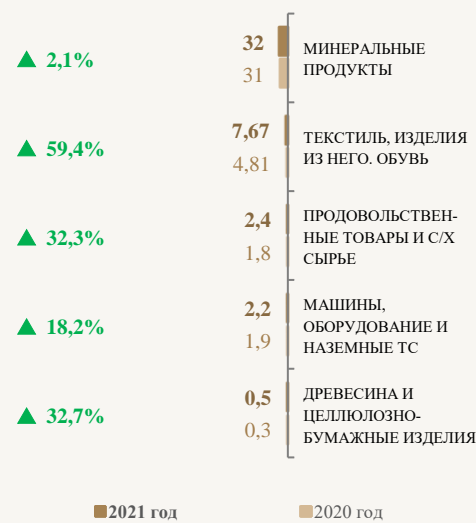 ▲ 2,1%
32
31
МИНЕРАЛЬНЫЕ
ПРОДУКТЫ
▲ 59,4%
7,67
4,81
ТЕКСТИЛЬ, ИЗДЕЛИЯ
ИЗ НЕГО. ОБУВЬ
▲ 32,3%
2,4
1,8
ПРОДОВОЛЬСТВЕН-
НЫЕ ТОВАРЫ И С/Х
СЫРЬЕ
▲ 18,2%
2,2
1,9
МАШИНЫ,
ОБОРУДОВАНИЕ И
НАЗЕМНЫЕ ТС
▲ 32,7%
0,5
0,3
ДРЕВЕСИНА И
ЦЕЛЛЮЛОЗНО-
БУМАЖНЫЕ ИЗДЕЛИЯ
2021 год
2020 год